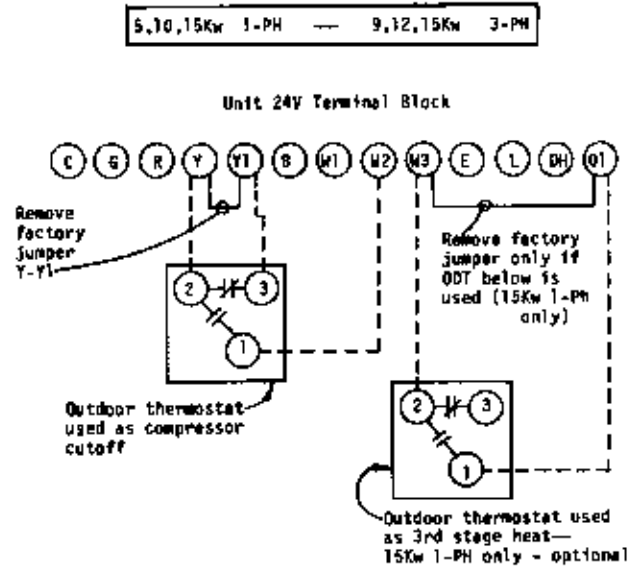 5,10,15Kw 1-PH — 9,12,15Kw 3-PH
Unit 24V Terminal Block
C G R Y Y1 B W1 W2 W3 E L DH O1
Remove
factory
jumper
Y-Y1
Remove factory
jumper only if
ODT below is
used (15Kw 1-Ph
only)
2 3
1
Outdoor thermostat
used as compressor
cutoff
2 3
1
Outdoor thermostat used
as 3rd stage heat—
15Kw 1-PH only - optional